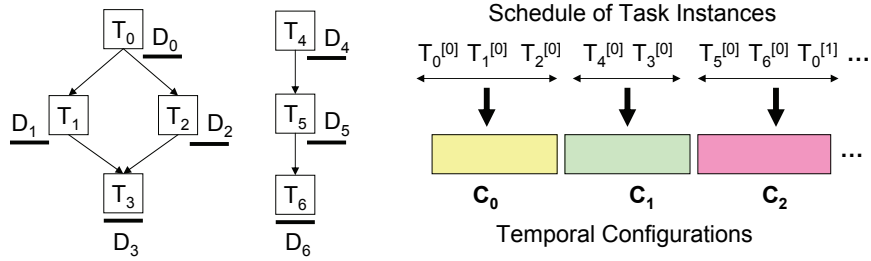 T0 D0
D1 T1 T2 D2
T3
D3
T4 D4
T5 D5
T6
D6
Schedule of Task Instances
T0[0] T1[0] T2[0] T4[0] T3[0] T5[0] T6[0] T0[1] ...
...
C0 C1 C2
Temporal Configurations